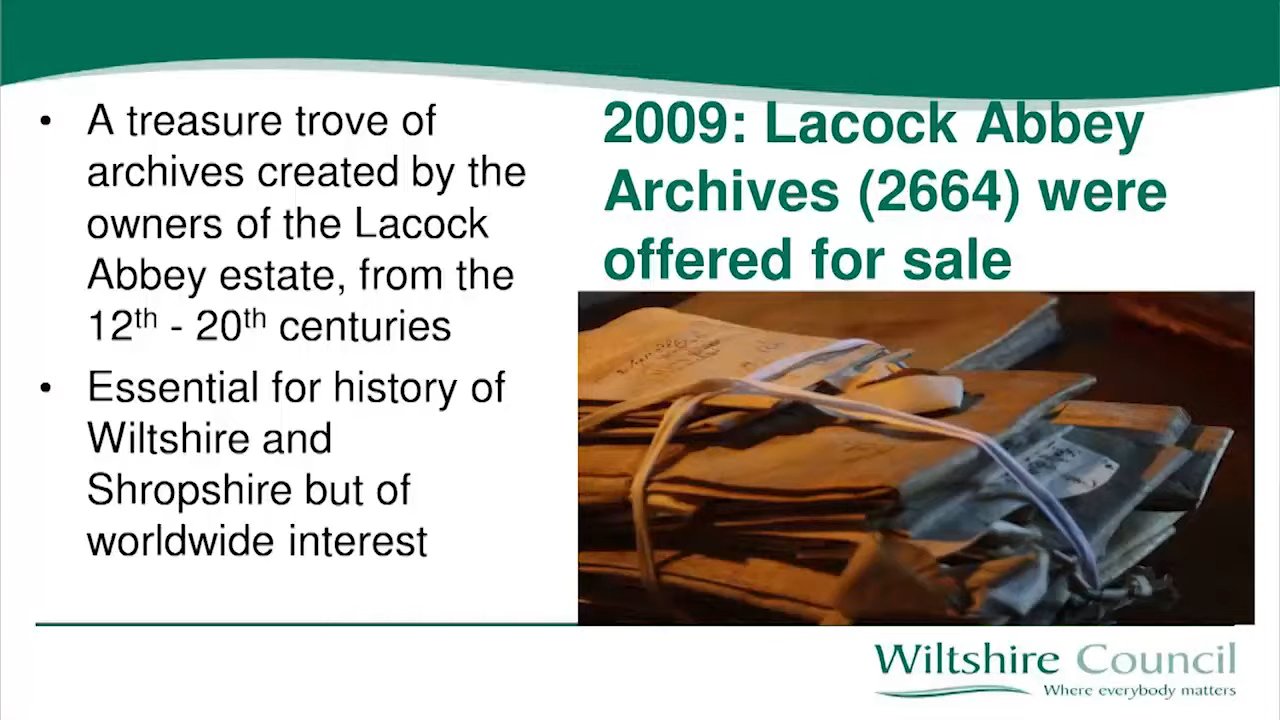 • A treasure trove of
archives created by the
owners of the Lacock
Abbey estate, from the
12th - 20th centuries
• Essential for history of
Wiltshire and
Shropshire but of
worldwide interest
2009: Lacock Abbey
Archives (2664) were
offered for sale
Wiltshire Council
Where everybody matters